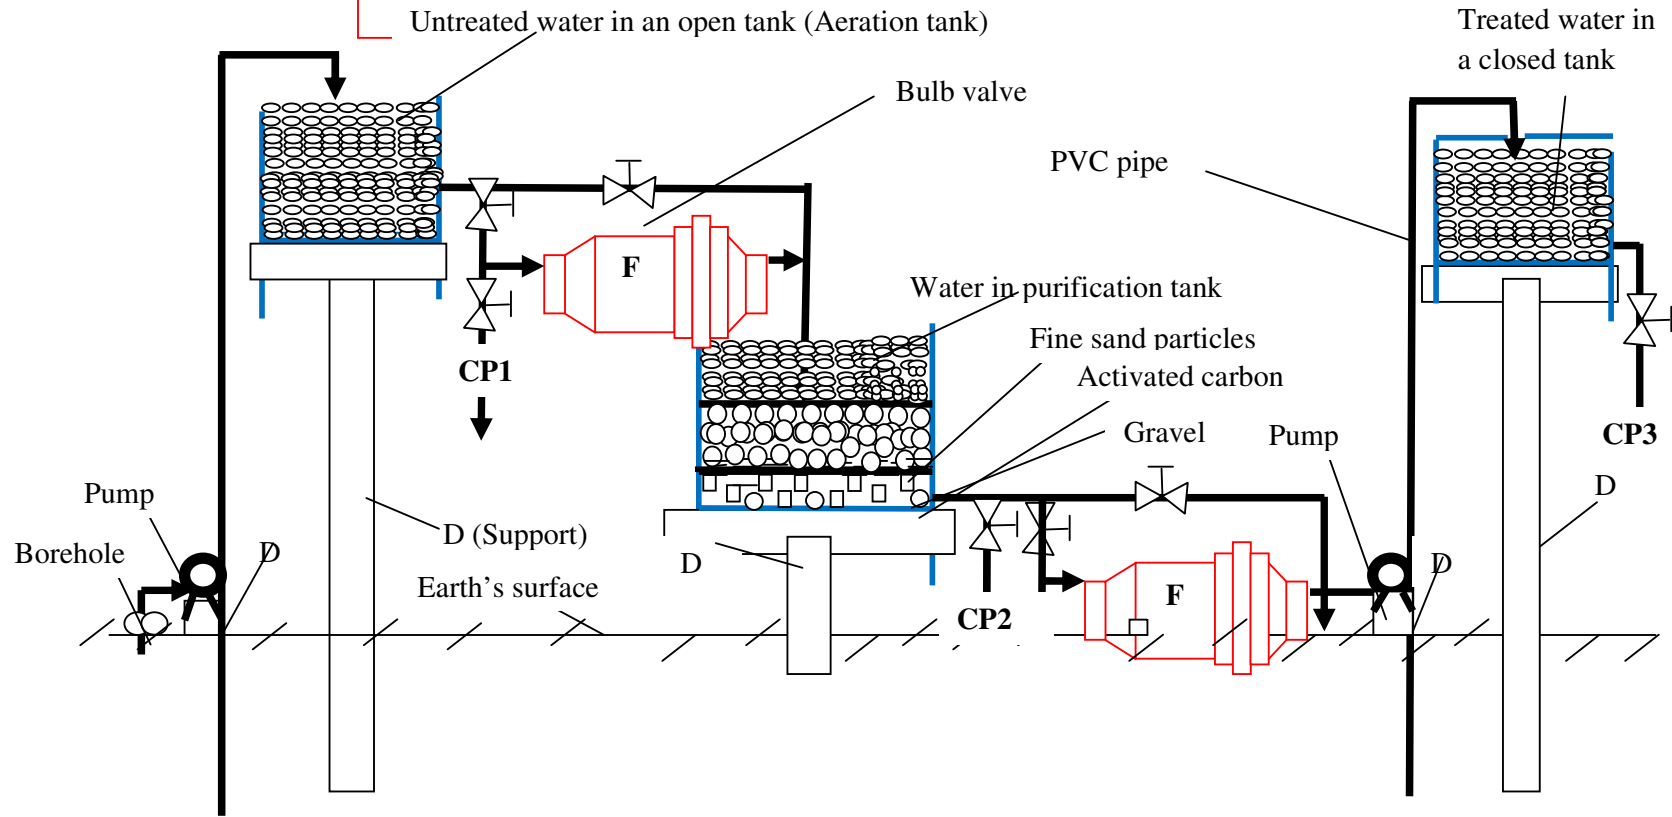 Untreated water in an open tank (Aeration tank)
Treated water in
a closed tank
Bulb valve
PVC pipe
F
Water in purification tank
Fine sand particles
Activated carbon
CP1
Gravel
Pump
CP3
Pump
D
D (Support)
Borehole
D
D
D
Earth's surface
F
CP2